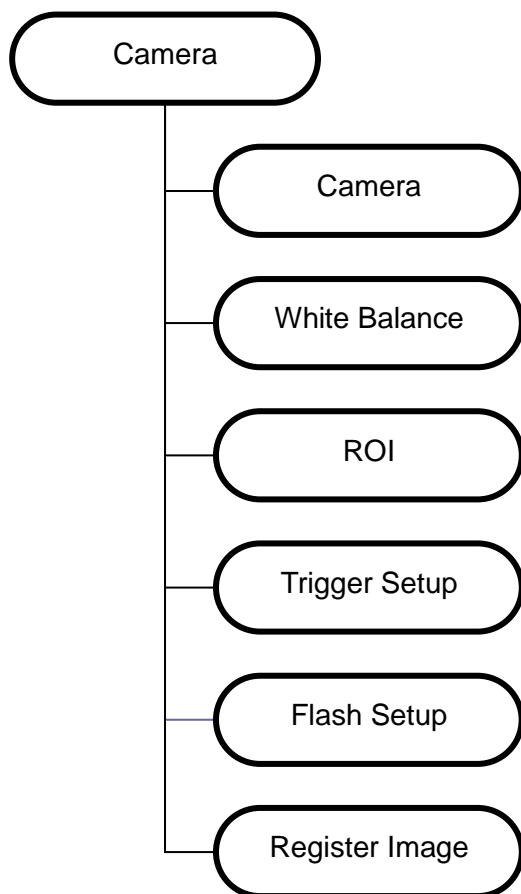 Camera
Camera
White Balance
ROI
Trigger Setup
Flash Setup
Register Image